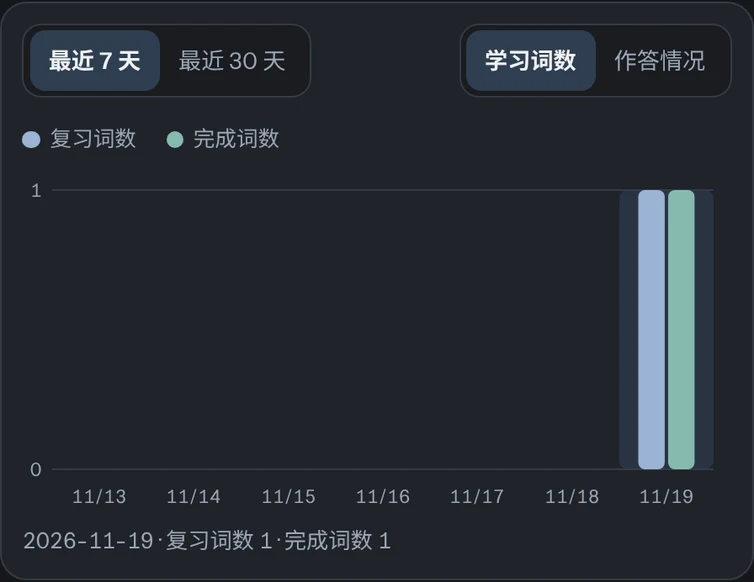 最近 7 天 最近 30 天 学习词数 作答情况
复习词数 完成词数
1
0
11/13 11/14 11/15 11/16 11/17 11/18 11/19
2026-11-19·复习词数 1·完成词数 1